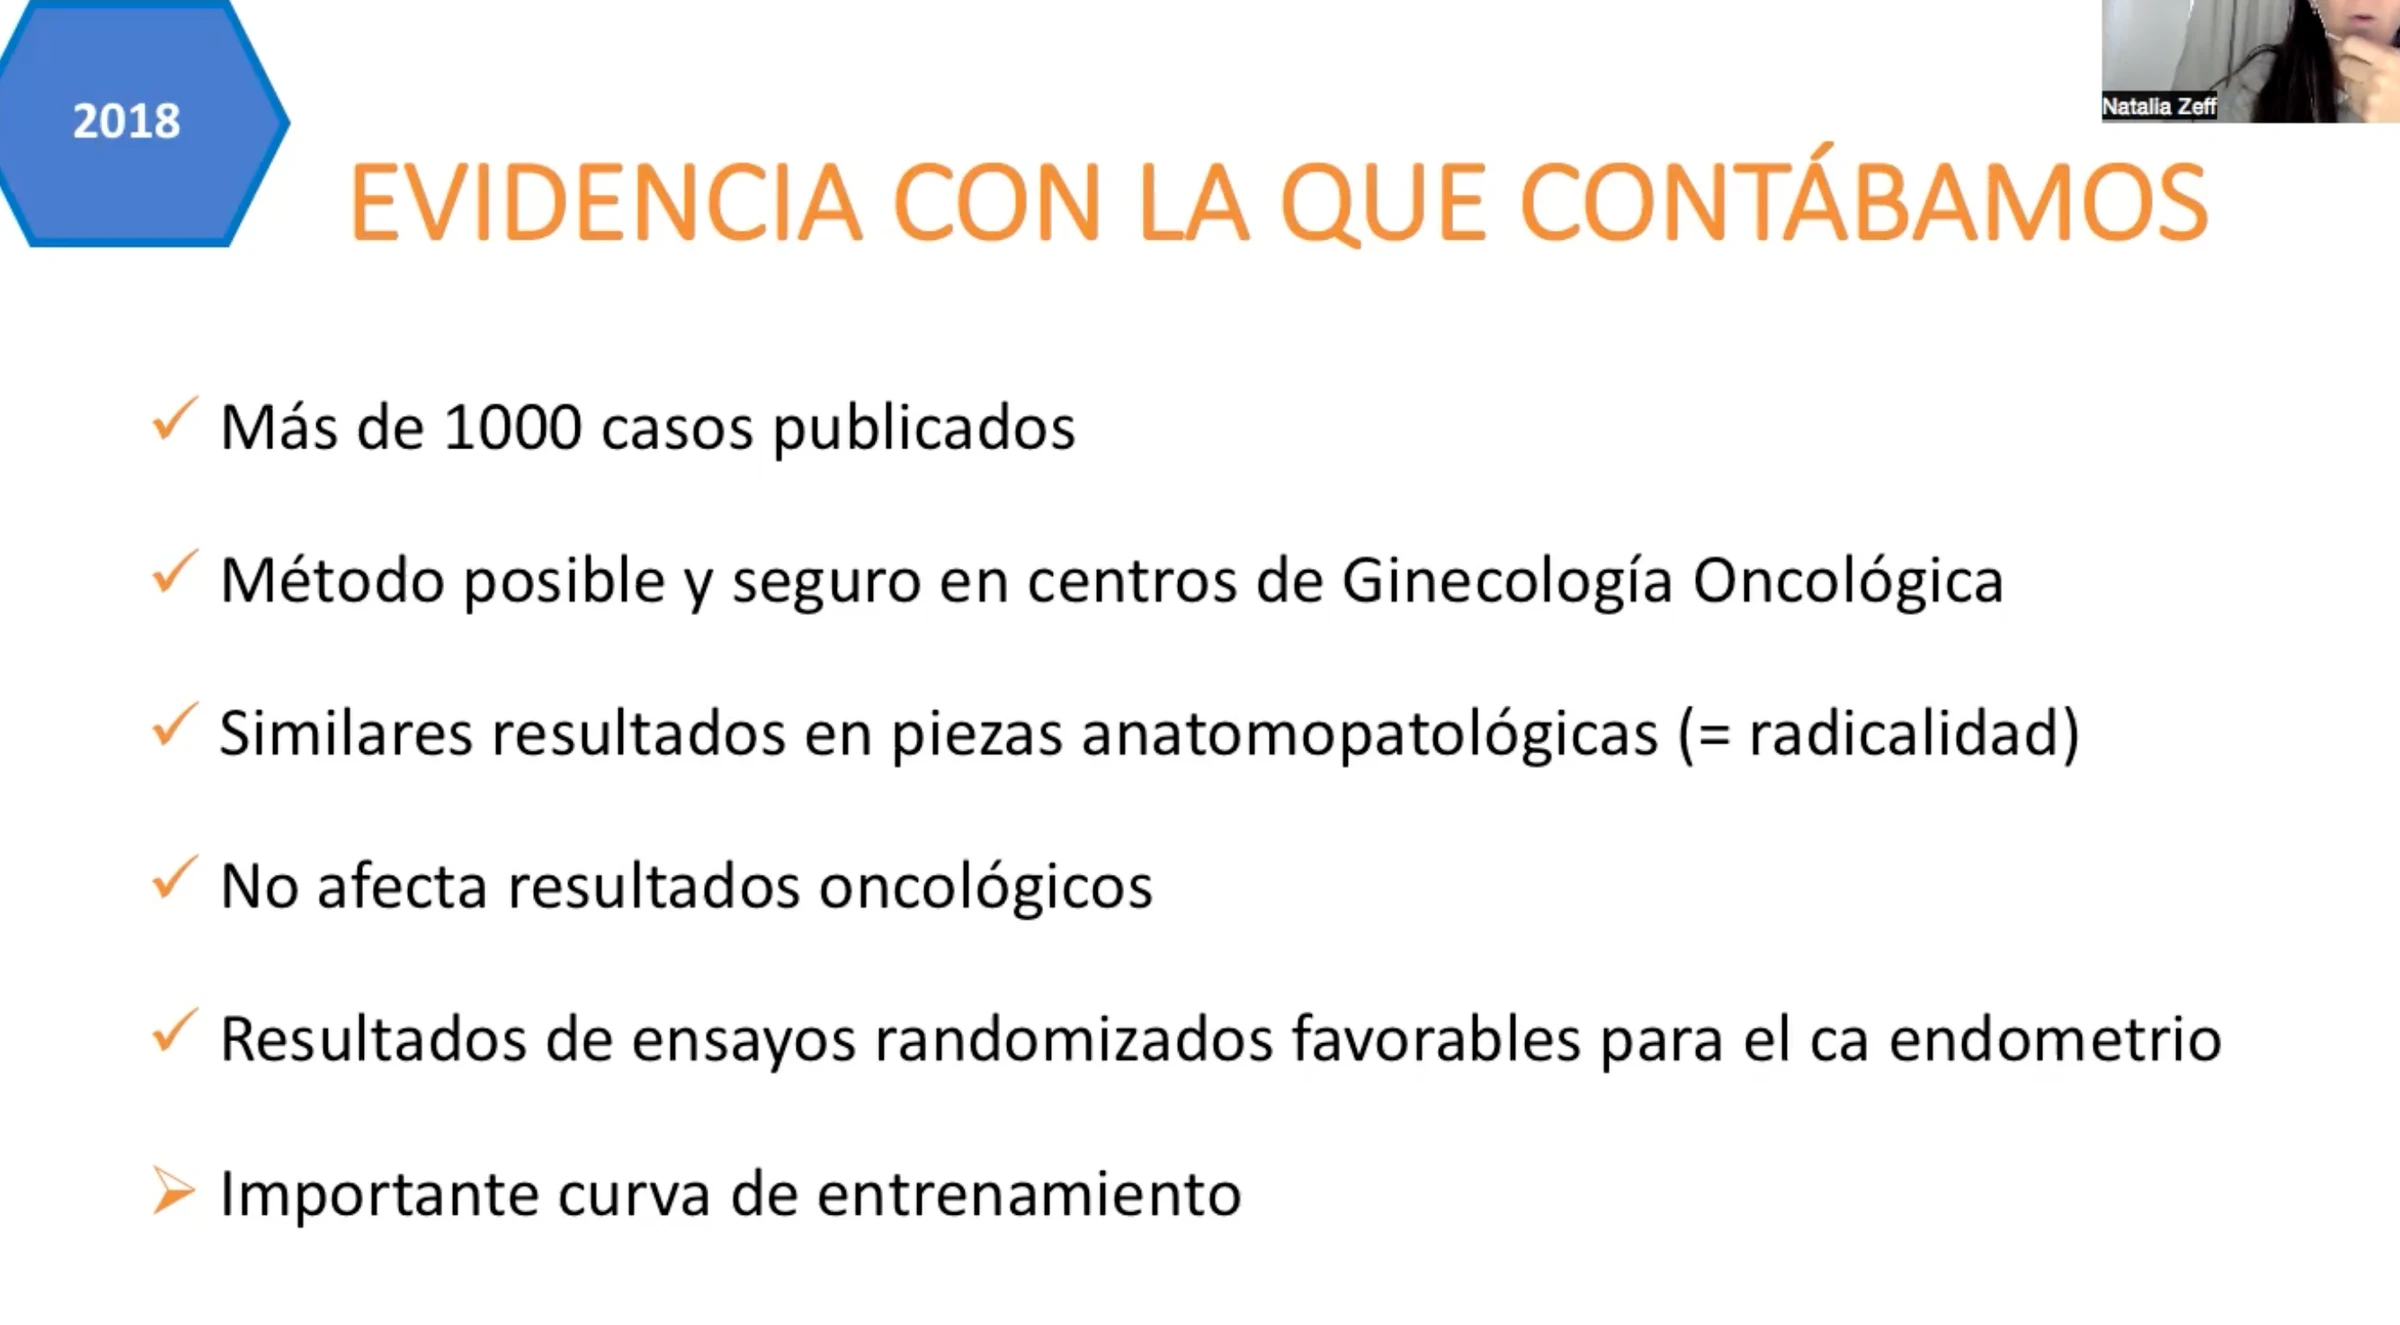 2018
Natalia Zeff
EVIDENCIA CON LA QUE CONTÁBAMOS
Más de 1000 casos publicados
Método posible y seguro en centros de Ginecología Oncológica
Similares resultados en piezas anatomopatológicas (= radicalidad)
No afecta resultados oncológicos
Resultados de ensayos randomizados favorables para el ca endometrio
Importante curva de entrenamiento